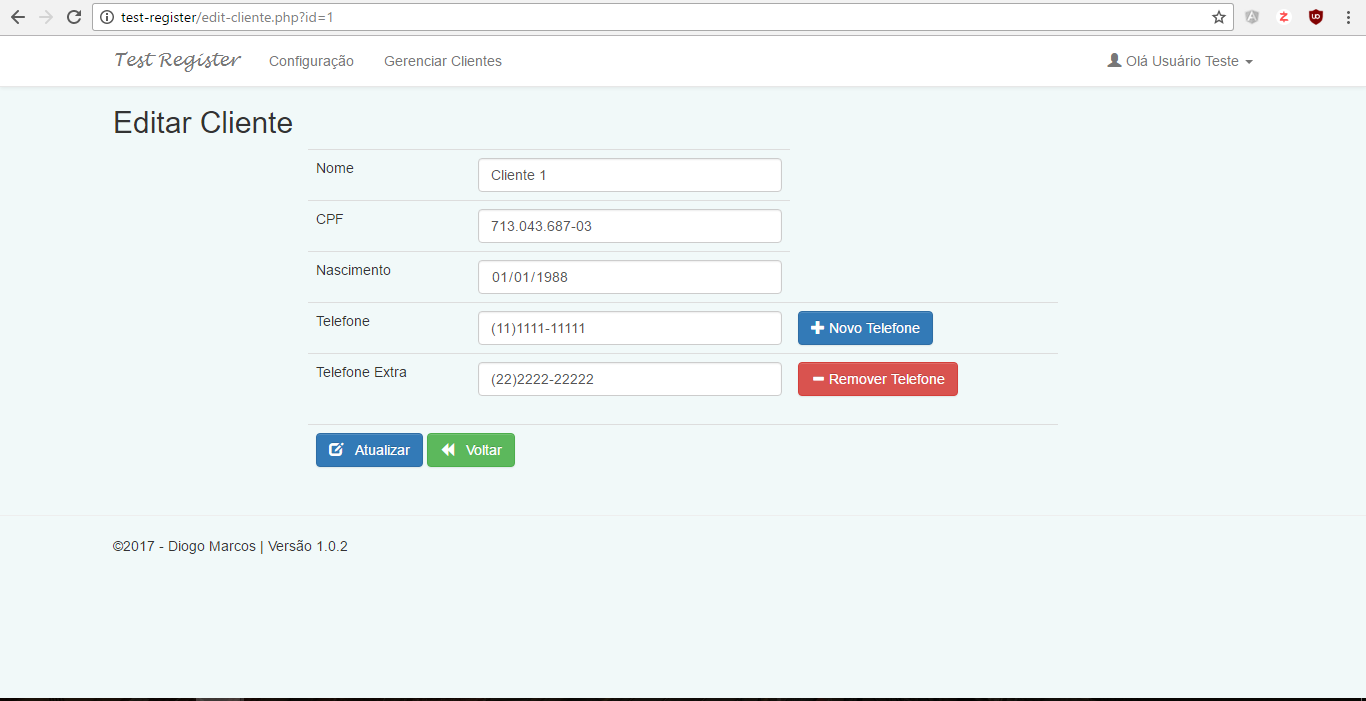 test-register/edit-cliente.php?id=1
Test Register Configuração Gerenciar Clientes Olá Usuário Teste
Editar Cliente
Nome Cliente 1
CPF 713.043.687-03
Nascimento 01/01/1988
Telefone (11)1111-11111 Novo Telefone
Telefone Extra (22)2222-22222 Remover Telefone
Atualizar Voltar
©2017 - Diogo Marcos | Versão 1.0.2